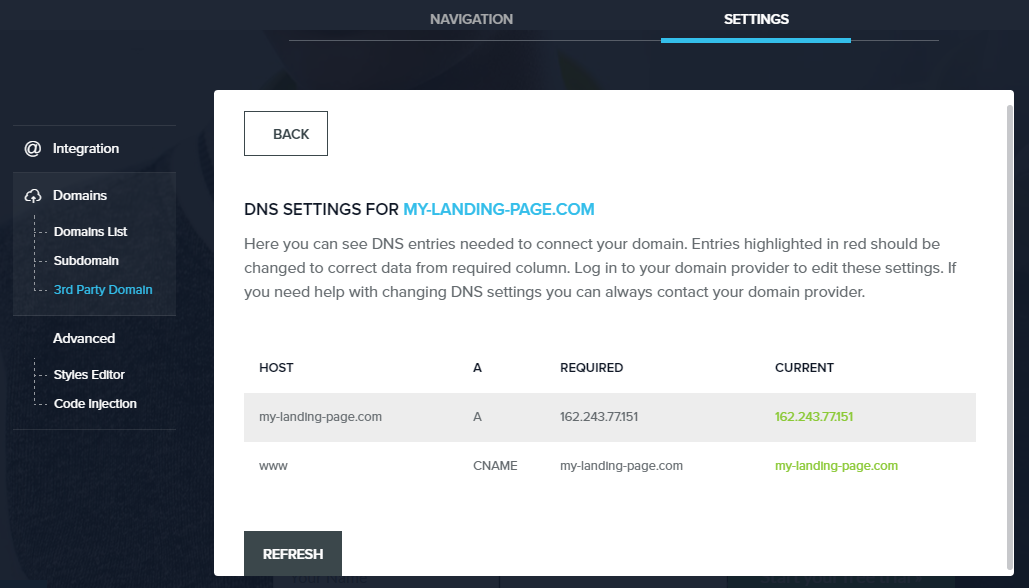 NAVIGATION SETTINGS
@ Integration
Domains
Domains List
Subdomain
3rd Party Domain
Advanced
Styles Editor
Code Injection
BACK
DNS SETTINGS FOR MY-LANDING-PAGE.COM
Here you can see DNS entries needed to connect your domain. Entries highlighted in red should be
changed to correct data from required column. Log in to your domain provider to edit these settings. If
you need help with changing DNS settings you can always contact your domain provider.
HOST A REQUIRED CURRENT
my-landing-page.com A 162.243.77.151 162.243.77.151
www CNAME my-landing-page.com my-landing-page.com
REFRESH
Your Name